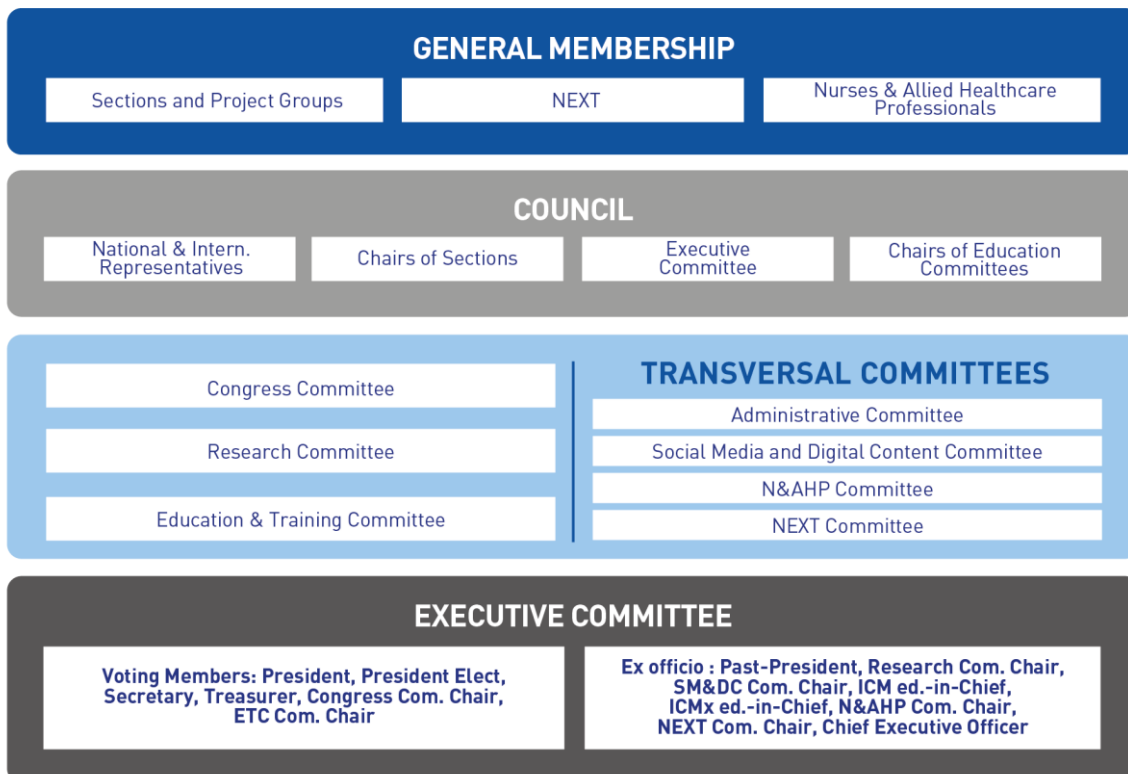 GENERAL MEMBERSHIP
Sections and Project Groups
NEXT
Nurses & Allied Healthcare
Professionals
COUNCIL
National & Intern.
Representatives
Chairs of Sections
Executive
Committee
Chairs of Education
Committees
Congress Committee
Research Committee
Education & Training Committee
TRANSVERSAL COMMITTEES
Administrative Committee
Social Media and Digital Content Committee
N&AHP Committee
NEXT Committee
EXECUTIVE COMMITTEE
Voting Members: President, President Elect,
Secretary, Treasurer, Congress Com. Chair,
ETC Com. Chair
Ex officio : Past-President, Research Com. Chair,
SM&DC Com. Chair, ICM ed.-in-Chief,
ICMx ed.-in-Chief, N&AHP Com. Chair,
NEXT Com. Chair, Chief Executive Officer